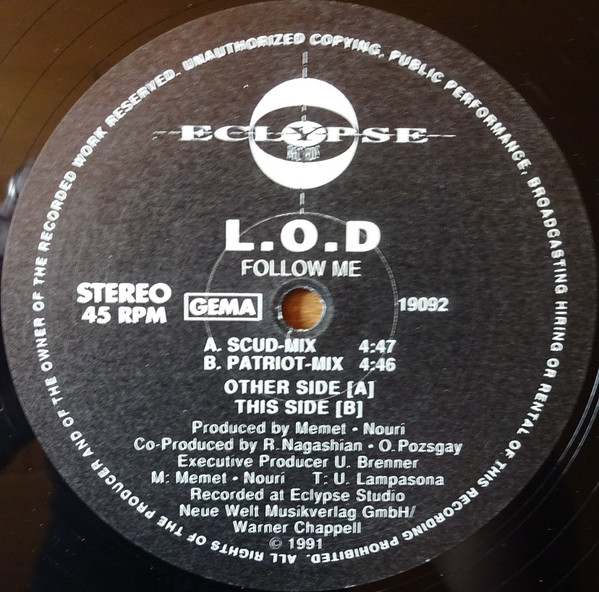 ALL RIGHTS OF THE PRODUCER AND OF THE OWNER OF THE RECORDED WORK RESERVED. UNAUTHORIZED COPYING, PUBLIC PERFORMANCE, BROADCASTING HIRING OR RENTAL OF THIS RECORDING PROHIBITED.
ECLYPSE
L.O.D
FOLLOW ME
STEREO
45 RPM
GEMA
19092
A. SCUD-MIX 4:47
B. PATRIOT-MIX 4:46
OTHER SIDE [A]
THIS SIDE [B]
Produced by Memet · Nouri
Co-Produced by R. Nagashian · O. Pozsgay
Executive Producer U. Brenner
M: Memet · Nouri T: U. Lampasona
Recorded at Eclypse Studio
Neue Welt Musikverlag GmbH/
Warner Chappell
© 1991